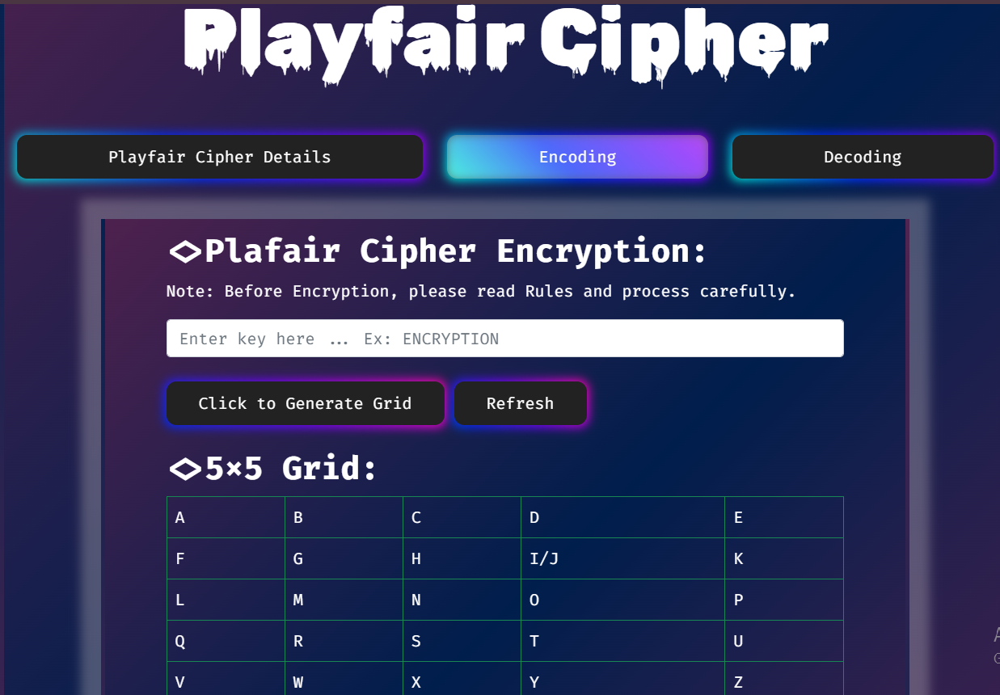 Playfair Cipher
Playfair Cipher Details Encoding Decoding
Plafair Cipher Encryption:
Note: Before Encryption, please read Rules and process carefully.
Enter key here ... Ex: ENCRYPTION
Click to Generate Grid Refresh
5×5 Grid:
A B C D E
F G H I/J K
L M N O P
Q R S T U
V W X Y Z